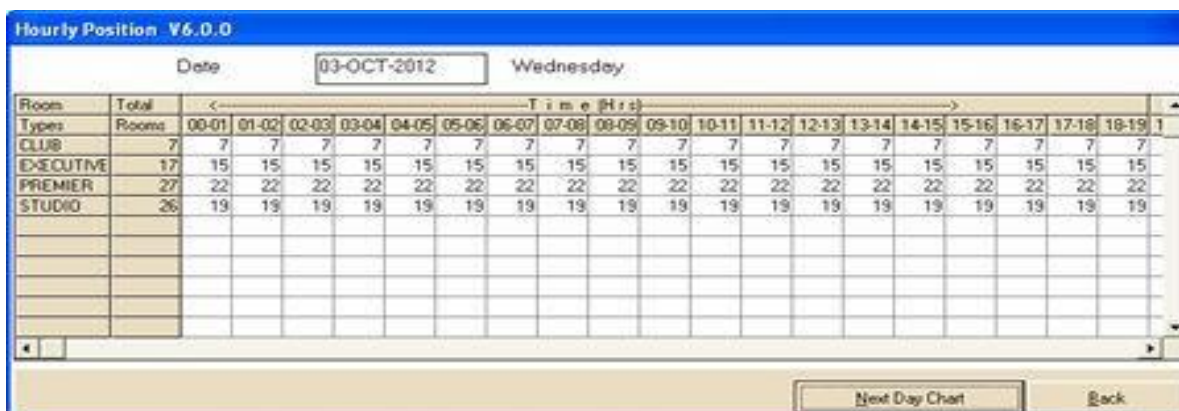 Hourly Position V6.0.0
Date 03-OCT-2012 Wednesday
Room Total <---T i m e (Hrs)--->
Types Rooms 00-01 01-02 02-03 03-04 04-05 05-06 06-07 07-08 08-09 09-10 10-11 11-12 12-13 13-14 14-15 15-16 16-17 17-18 18-19 1
CLUB 7 7 7 7 7 7 7 7 7 7 7 7 7 7 7 7 7 7 7 7
EXECUTIVE 17 15 15 15 15 15 15 15 15 15 15 15 15 15 15 15 15 15 15 15
PREMIER 27 22 22 22 22 22 22 22 22 22 22 22 22 22 22 22 22 22 22 22
STUDIO 26 19 19 19 19 19 19 19 19 19 19 19 19 19 19 19 19 19 19 19
Next Day Chart Back